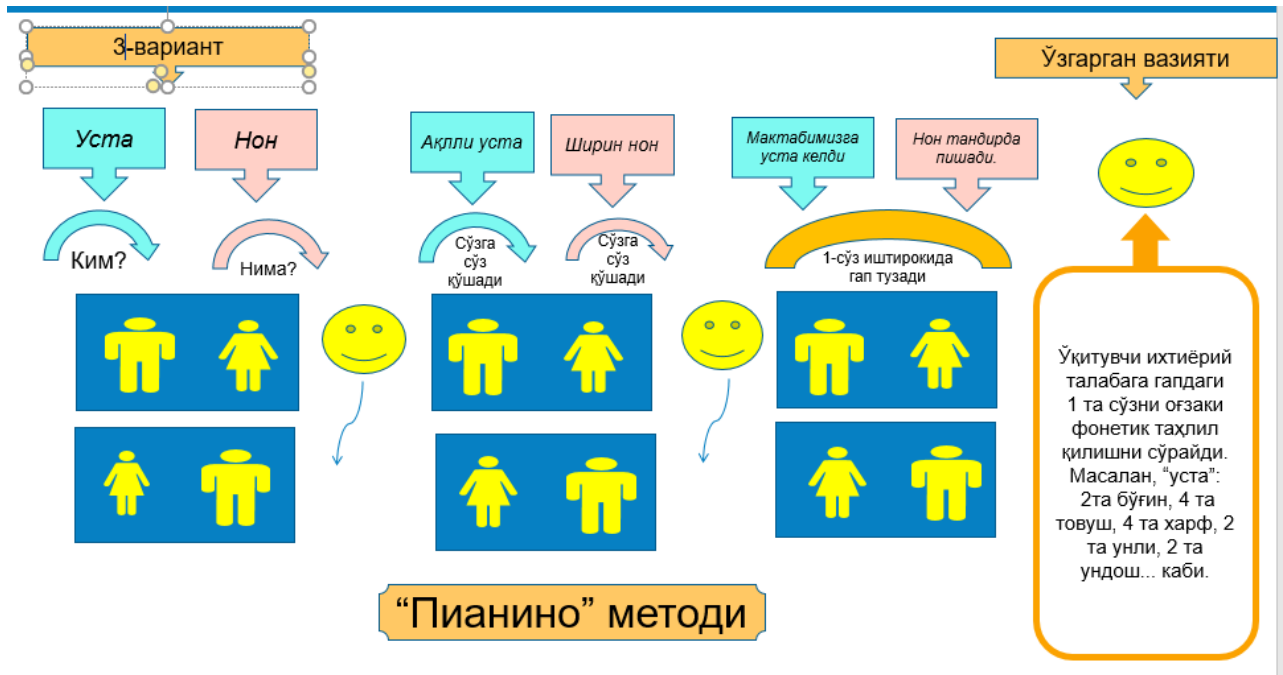 3-вариант
Ўзгарган вазияти
Уста
Нон
Ақлли уста
Ширин нон
Мактабимизга
уста келди
Нон тандирда
пишади.
Ким?
Нима?
Сўзга
сўз
қўшади
Сўзга
сўз
қўшади
1-сўз иштирокида
гап тузади
Ўқитувчи ихтиёрий
талабага гапдаги
1 та сўзни оғзаки
фонетик таҳлил
қилишни сўрайди.
Масалан, “уста”:
2та бўғин, 4 та
товуш, 4 та харф, 2
та унли, 2 та
ундош... каби.
“Пианино” методи